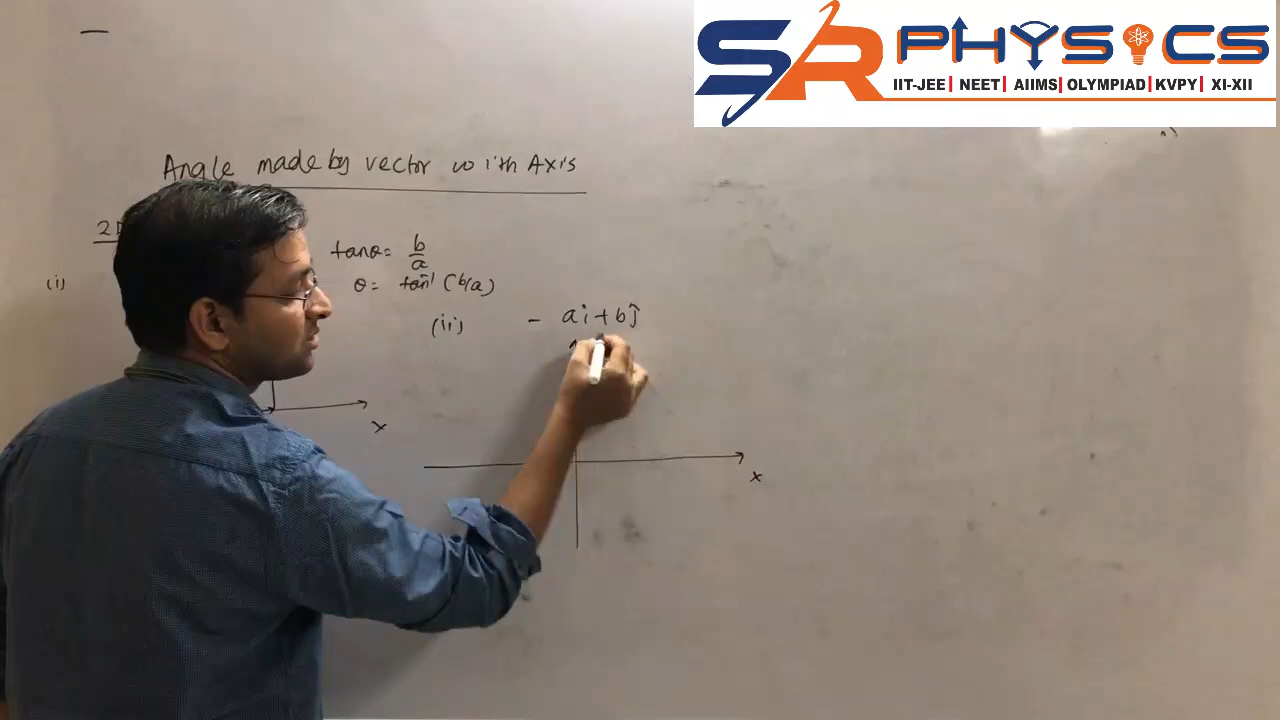 SR PHYSICS
IIT-JEE | NEET | AIIMS | OLYMPIAD | KVPY | XI-XII
Angle made by vector with Axis
tanθ = b/a
(i)
θ = tan⁻¹ (b/a)
(ii) - ai + bĵ
x
x